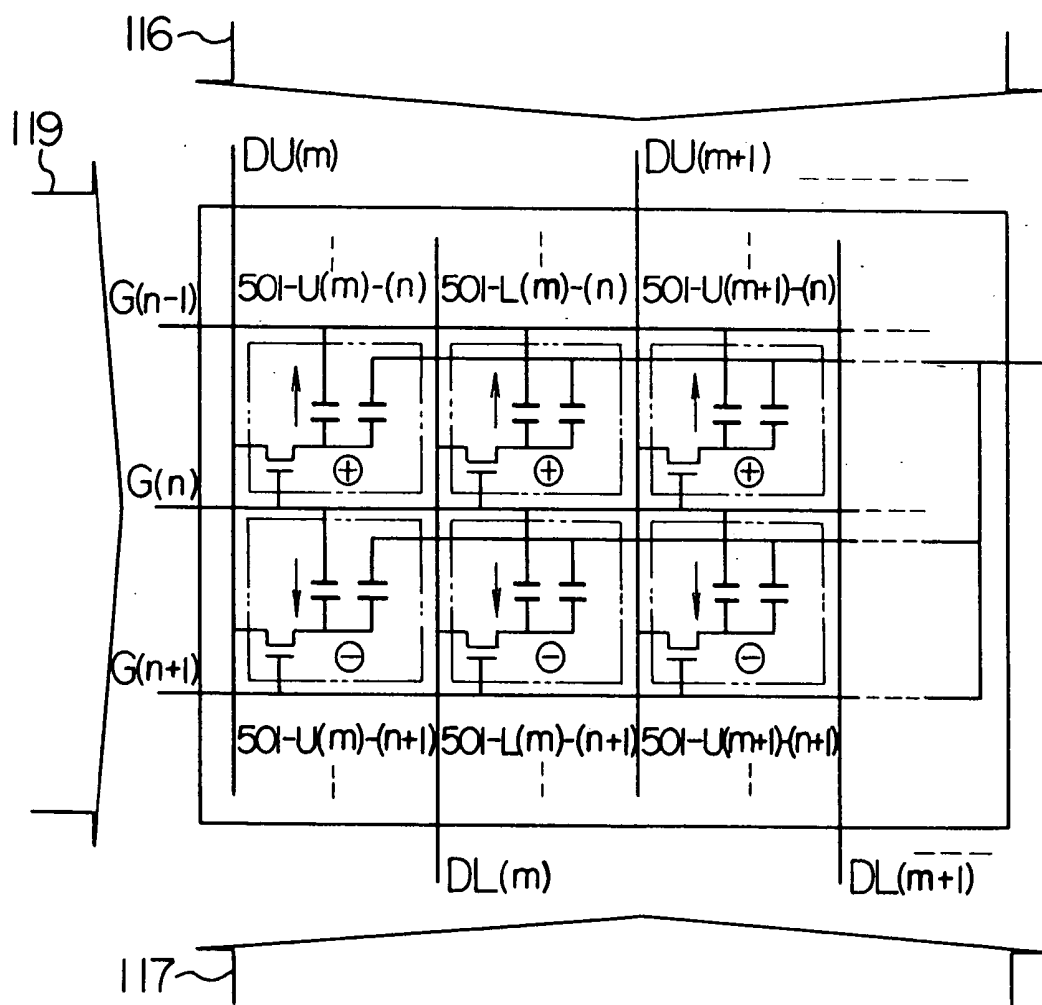 116
119
DU(m)
DU(m+1)
501-U(m)-(n)
501-L(m)-(n)
501-U(m+1)-(n)
G(n-1)
+
+
+
G(n)
-
-
-
G(n+1)
501-U(m)-(n+1)
501-L(m)-(n+1)
501-U(m+1)-(n+1)
DL(m)
DL(m+1)
117